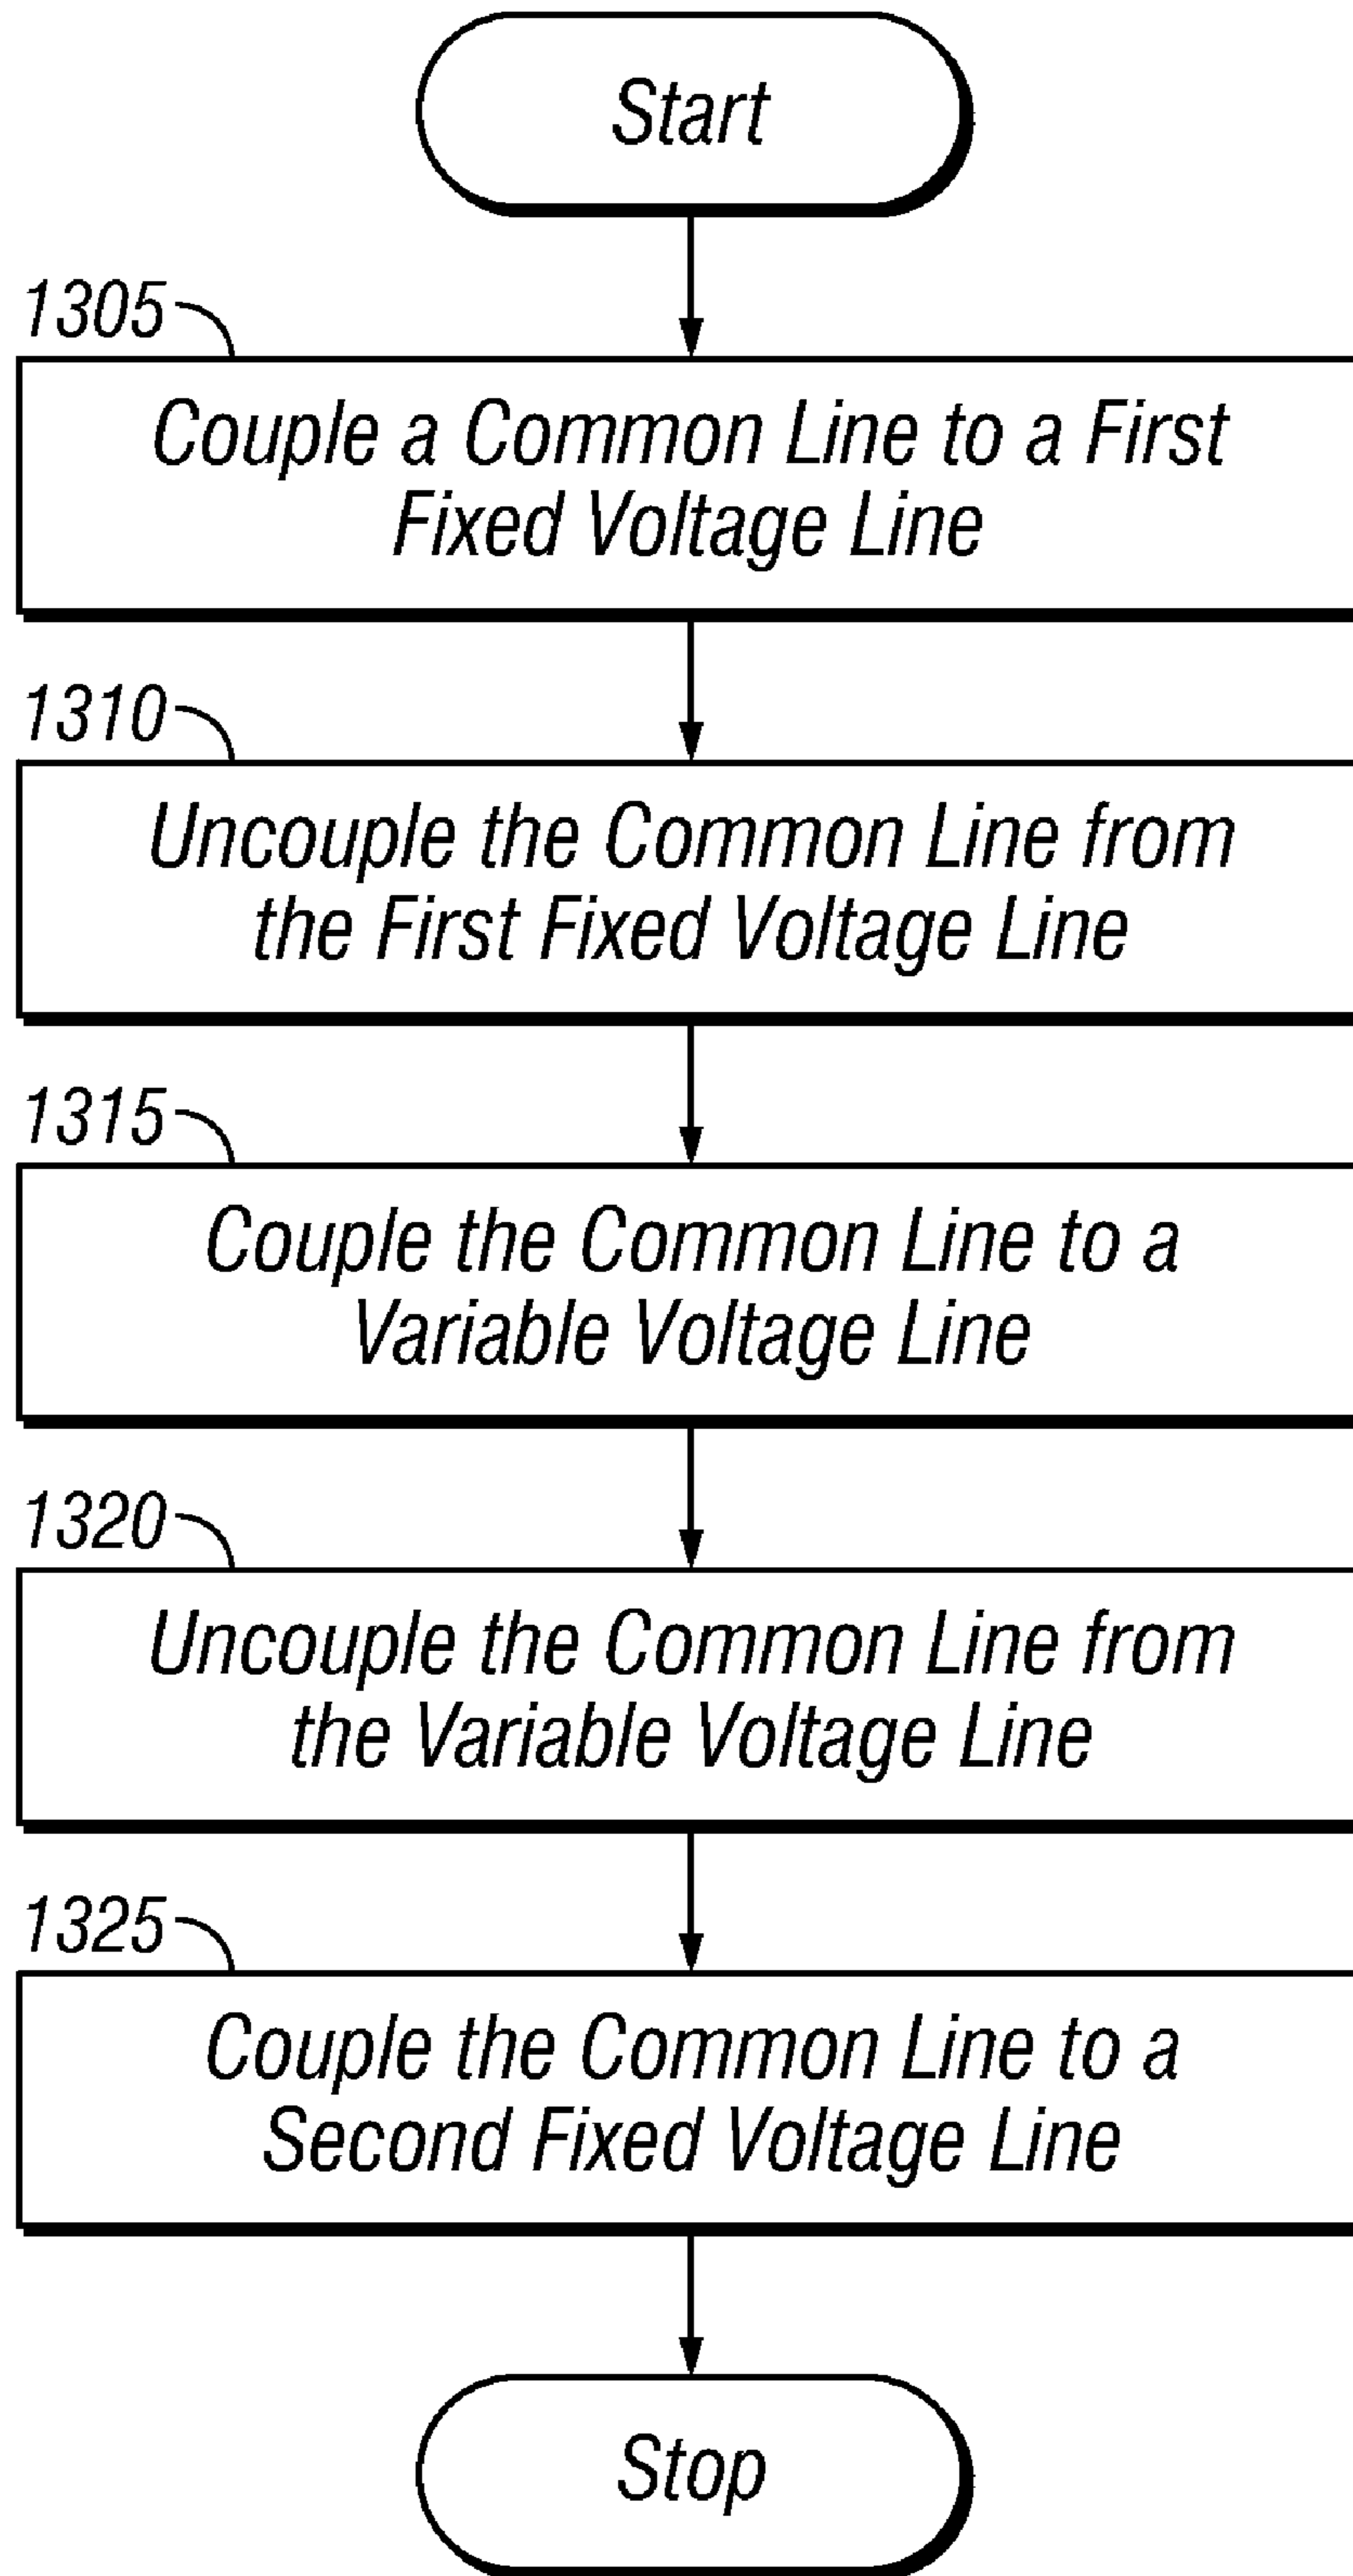 Start
1305
Couple a Common Line to a First
Fixed Voltage Line
1310
Uncouple the Common Line from
the First Fixed Voltage Line
1315
Couple the Common Line to a
Variable Voltage Line
1320
Uncouple the Common Line from
the Variable Voltage Line
1325
Couple the Common Line to a
Second Fixed Voltage Line
Stop